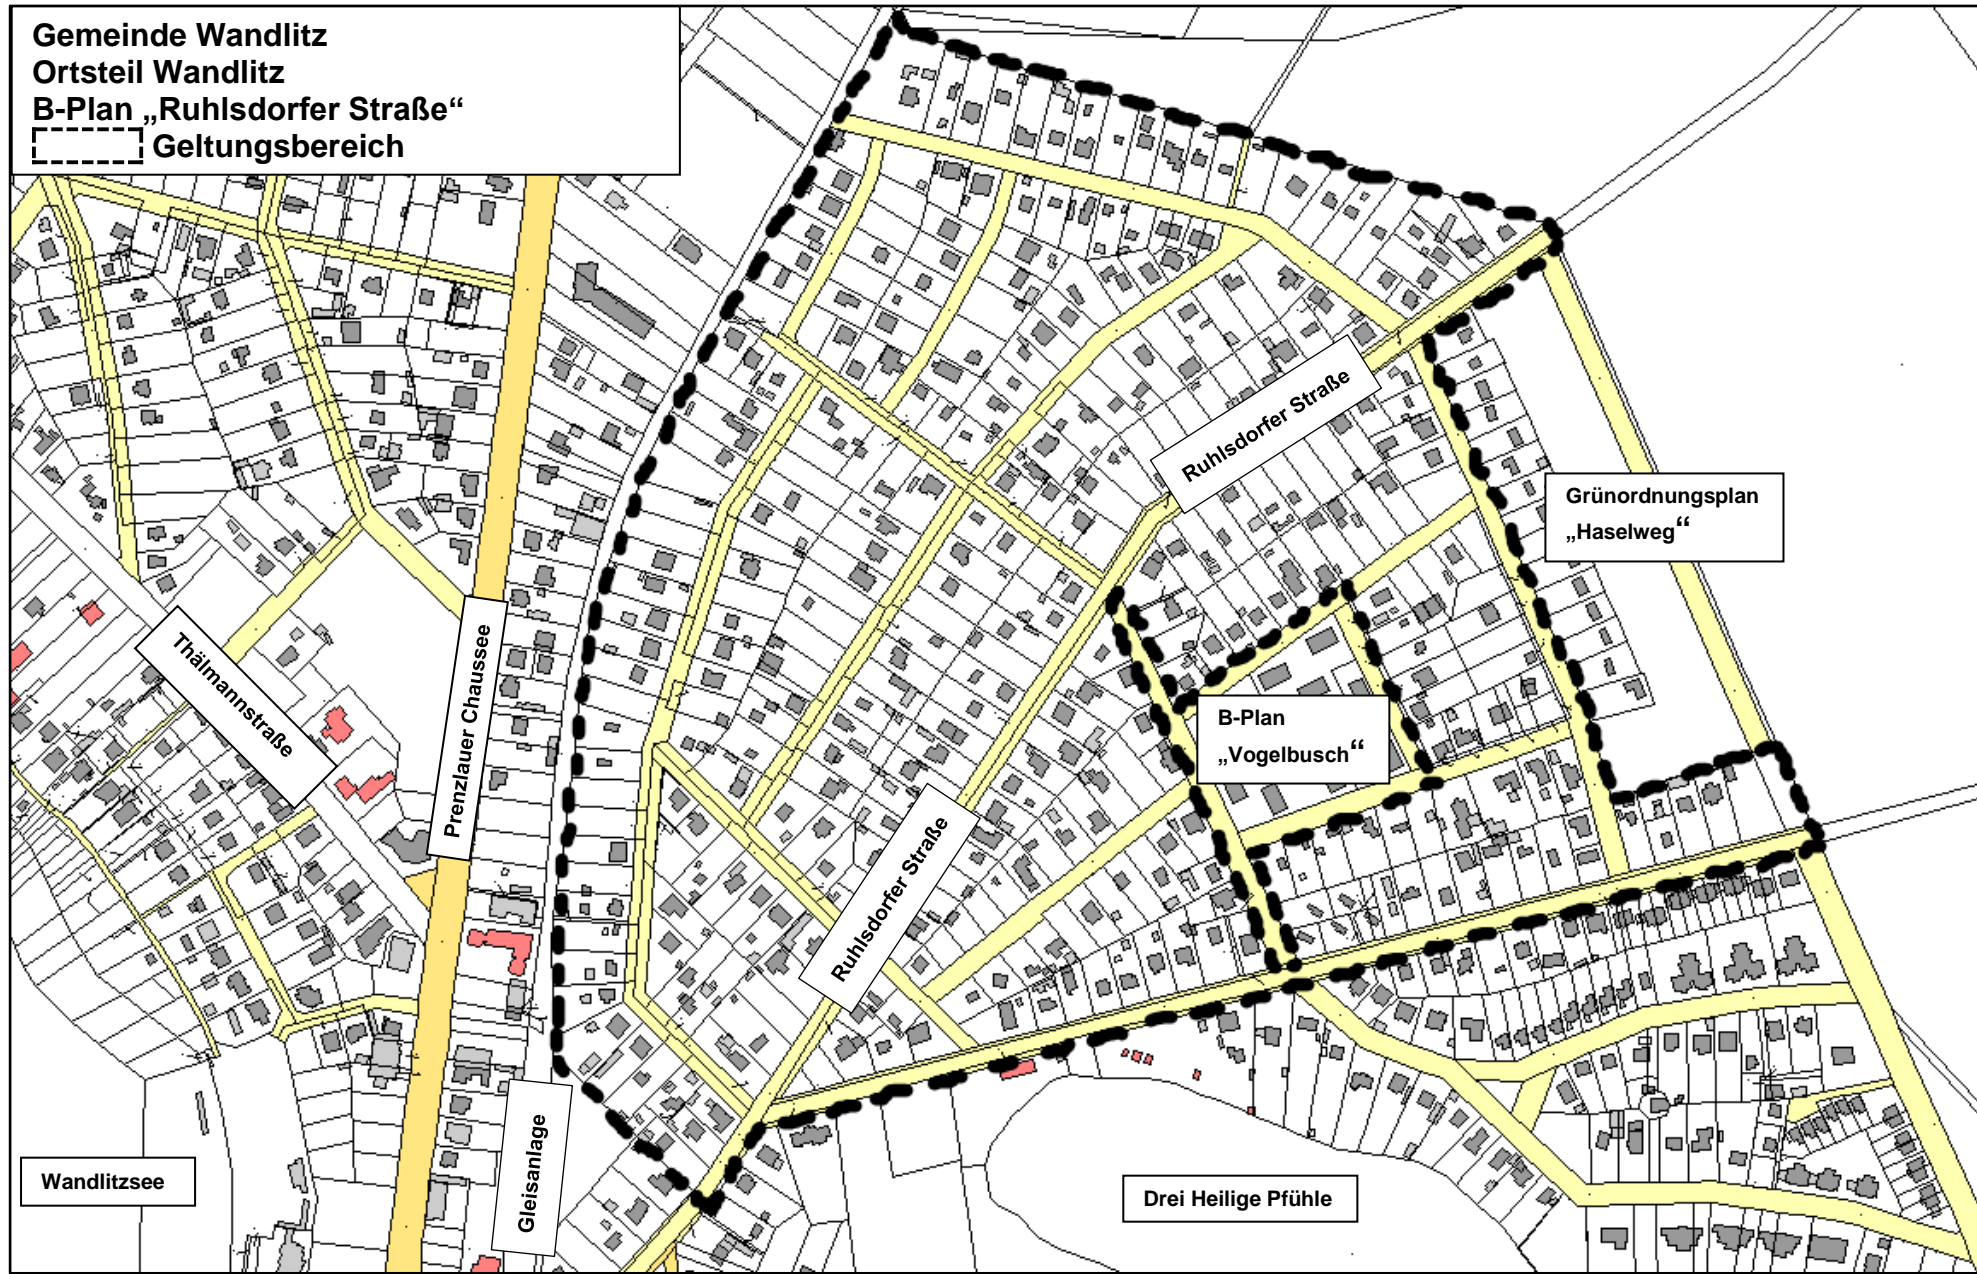 Gemeinde Wandlitz
Ortsteil Wandlitz
B-Plan „Ruhlsdorfer Straße“
Geltungsbereich
Ruhlsdorfer Straße
Grünordnungsplan
„Haselweg“
Thälmannstraße
Prenzlauer Chaussee
B-Plan
„Vogelbusch“
Ruhlsdorfer Straße
Gleisanlage
Wandlitzsee
Drei Heilige Pfühle